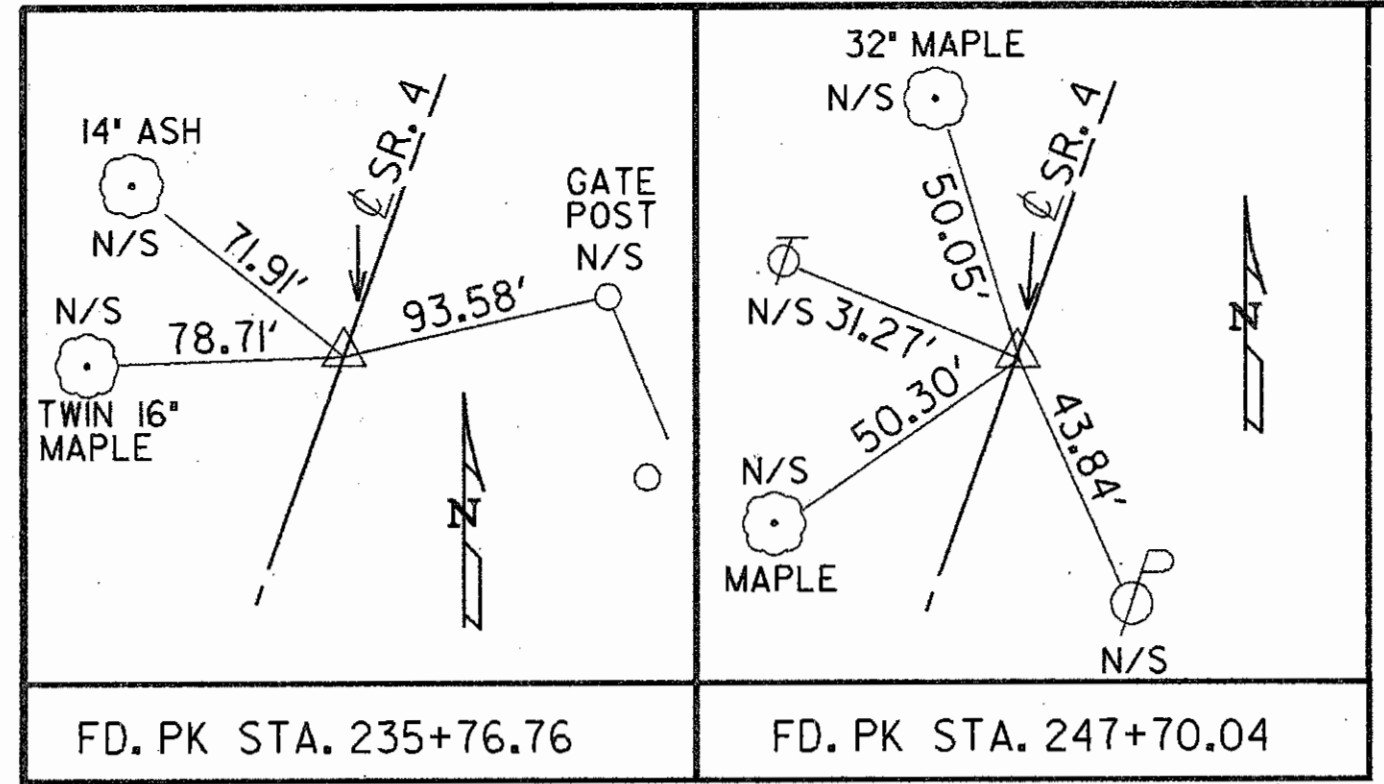 14" ASH
N/S
71.91'
N/S
78.71'
TWIN 16"
MAPLE
℄ SR. 4
93.58'
GATE
POST
N/S
N
FD. PK STA. 235+76.76
32" MAPLE
N/S
50.05'
℄ SR. 4
N/S 31.27'
50.30'
N/S
MAPLE
43.84'
N/S
N
FD. PK STA. 247+70.04